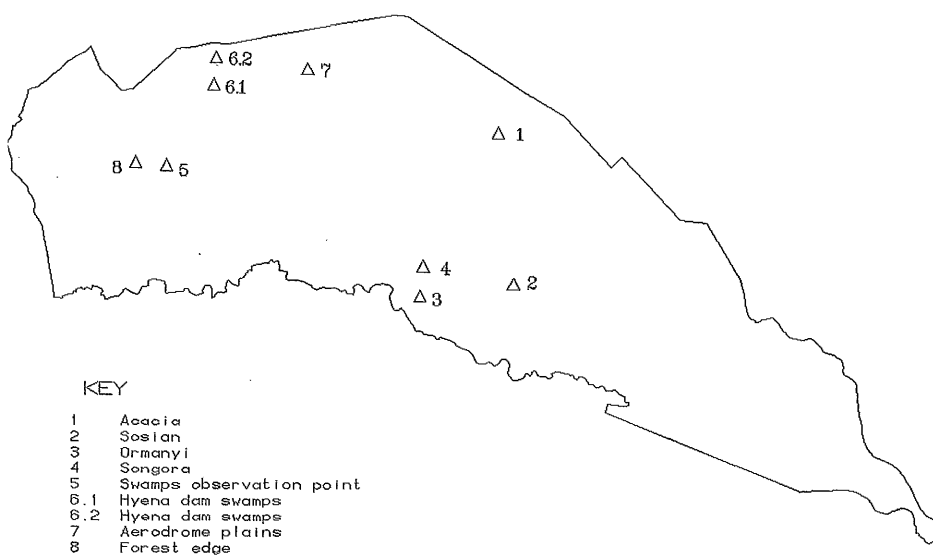 6.2
7
6.1
1
8
5
4
2
3
KEY
1 Acacia
2 Sosian
3 Ormanyi
4 Songora
5 Swamps observation point
6.1 Hyena dam swamps
6.2 Hyena dam swamps
7 Aerodrome plains
8 Forest edge